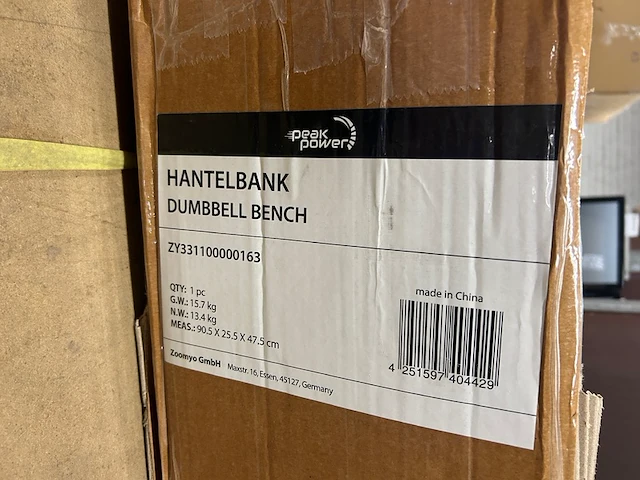 peak
power
HANTELBANK
DUMBBELL BENCH
ZY331100000163
QTY: 1 pc
G.W.: 15.7 kg
N.W.: 13.4 kg
MEAS.: 90.5 X 25.5 X 47.5 cm
made in China
4 251597 404429
Zoomyo GmbH Maxstr. 16, Essen, 45127, Germany